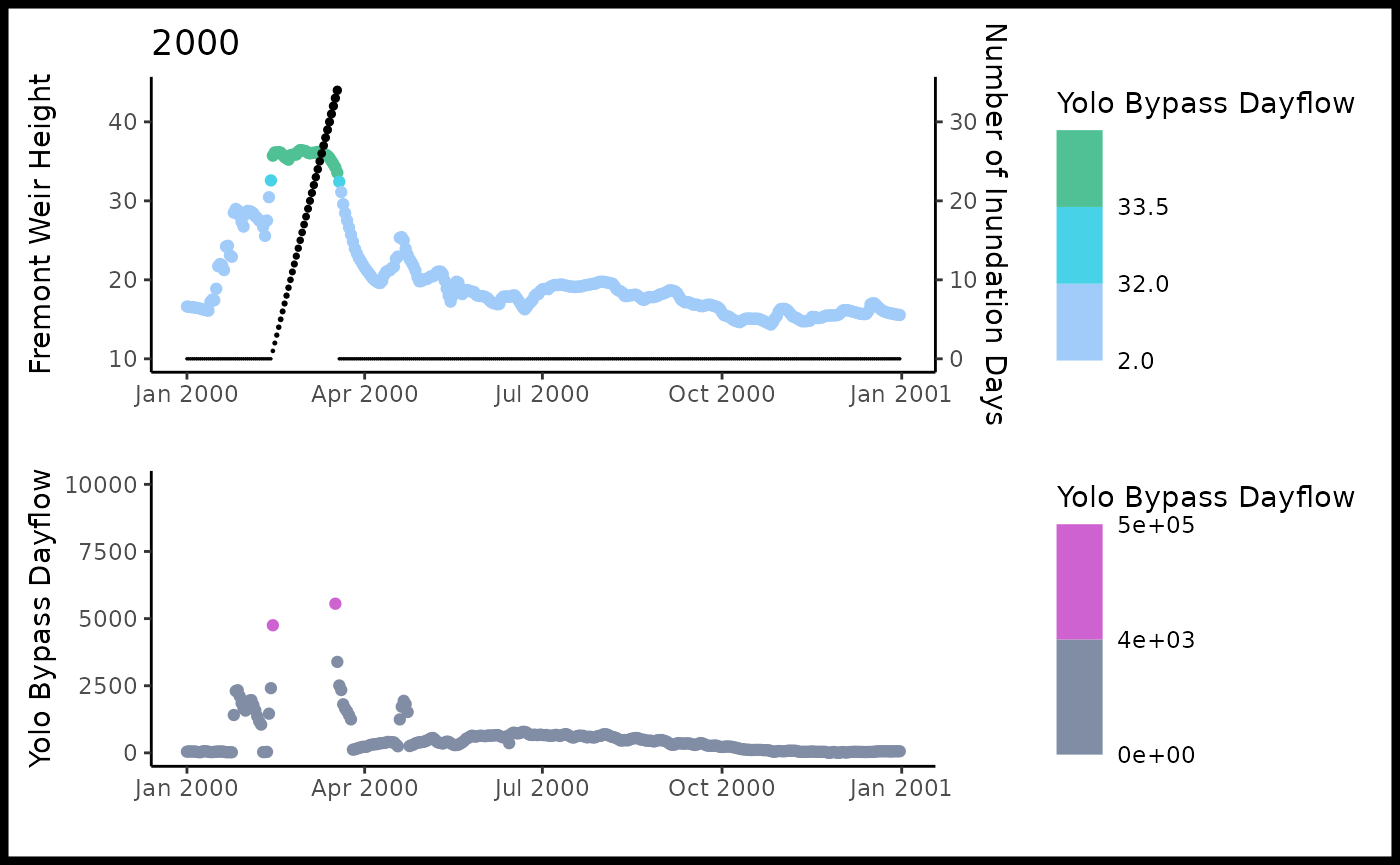 2000
Fremont Weir Height
40
30
20
10
Number of Inundation Days
30
20
10
0
Jan 2000 Apr 2000 Jul 2000 Oct 2000 Jan 2001
Yolo Bypass Dayflow
33.5
32.0
2.0
Yolo Bypass Dayflow
10000
7500
5000
2500
0
Jan 2000 Apr 2000 Jul 2000 Oct 2000 Jan 2001
Yolo Bypass Dayflow
5e+05
4e+03
0e+00